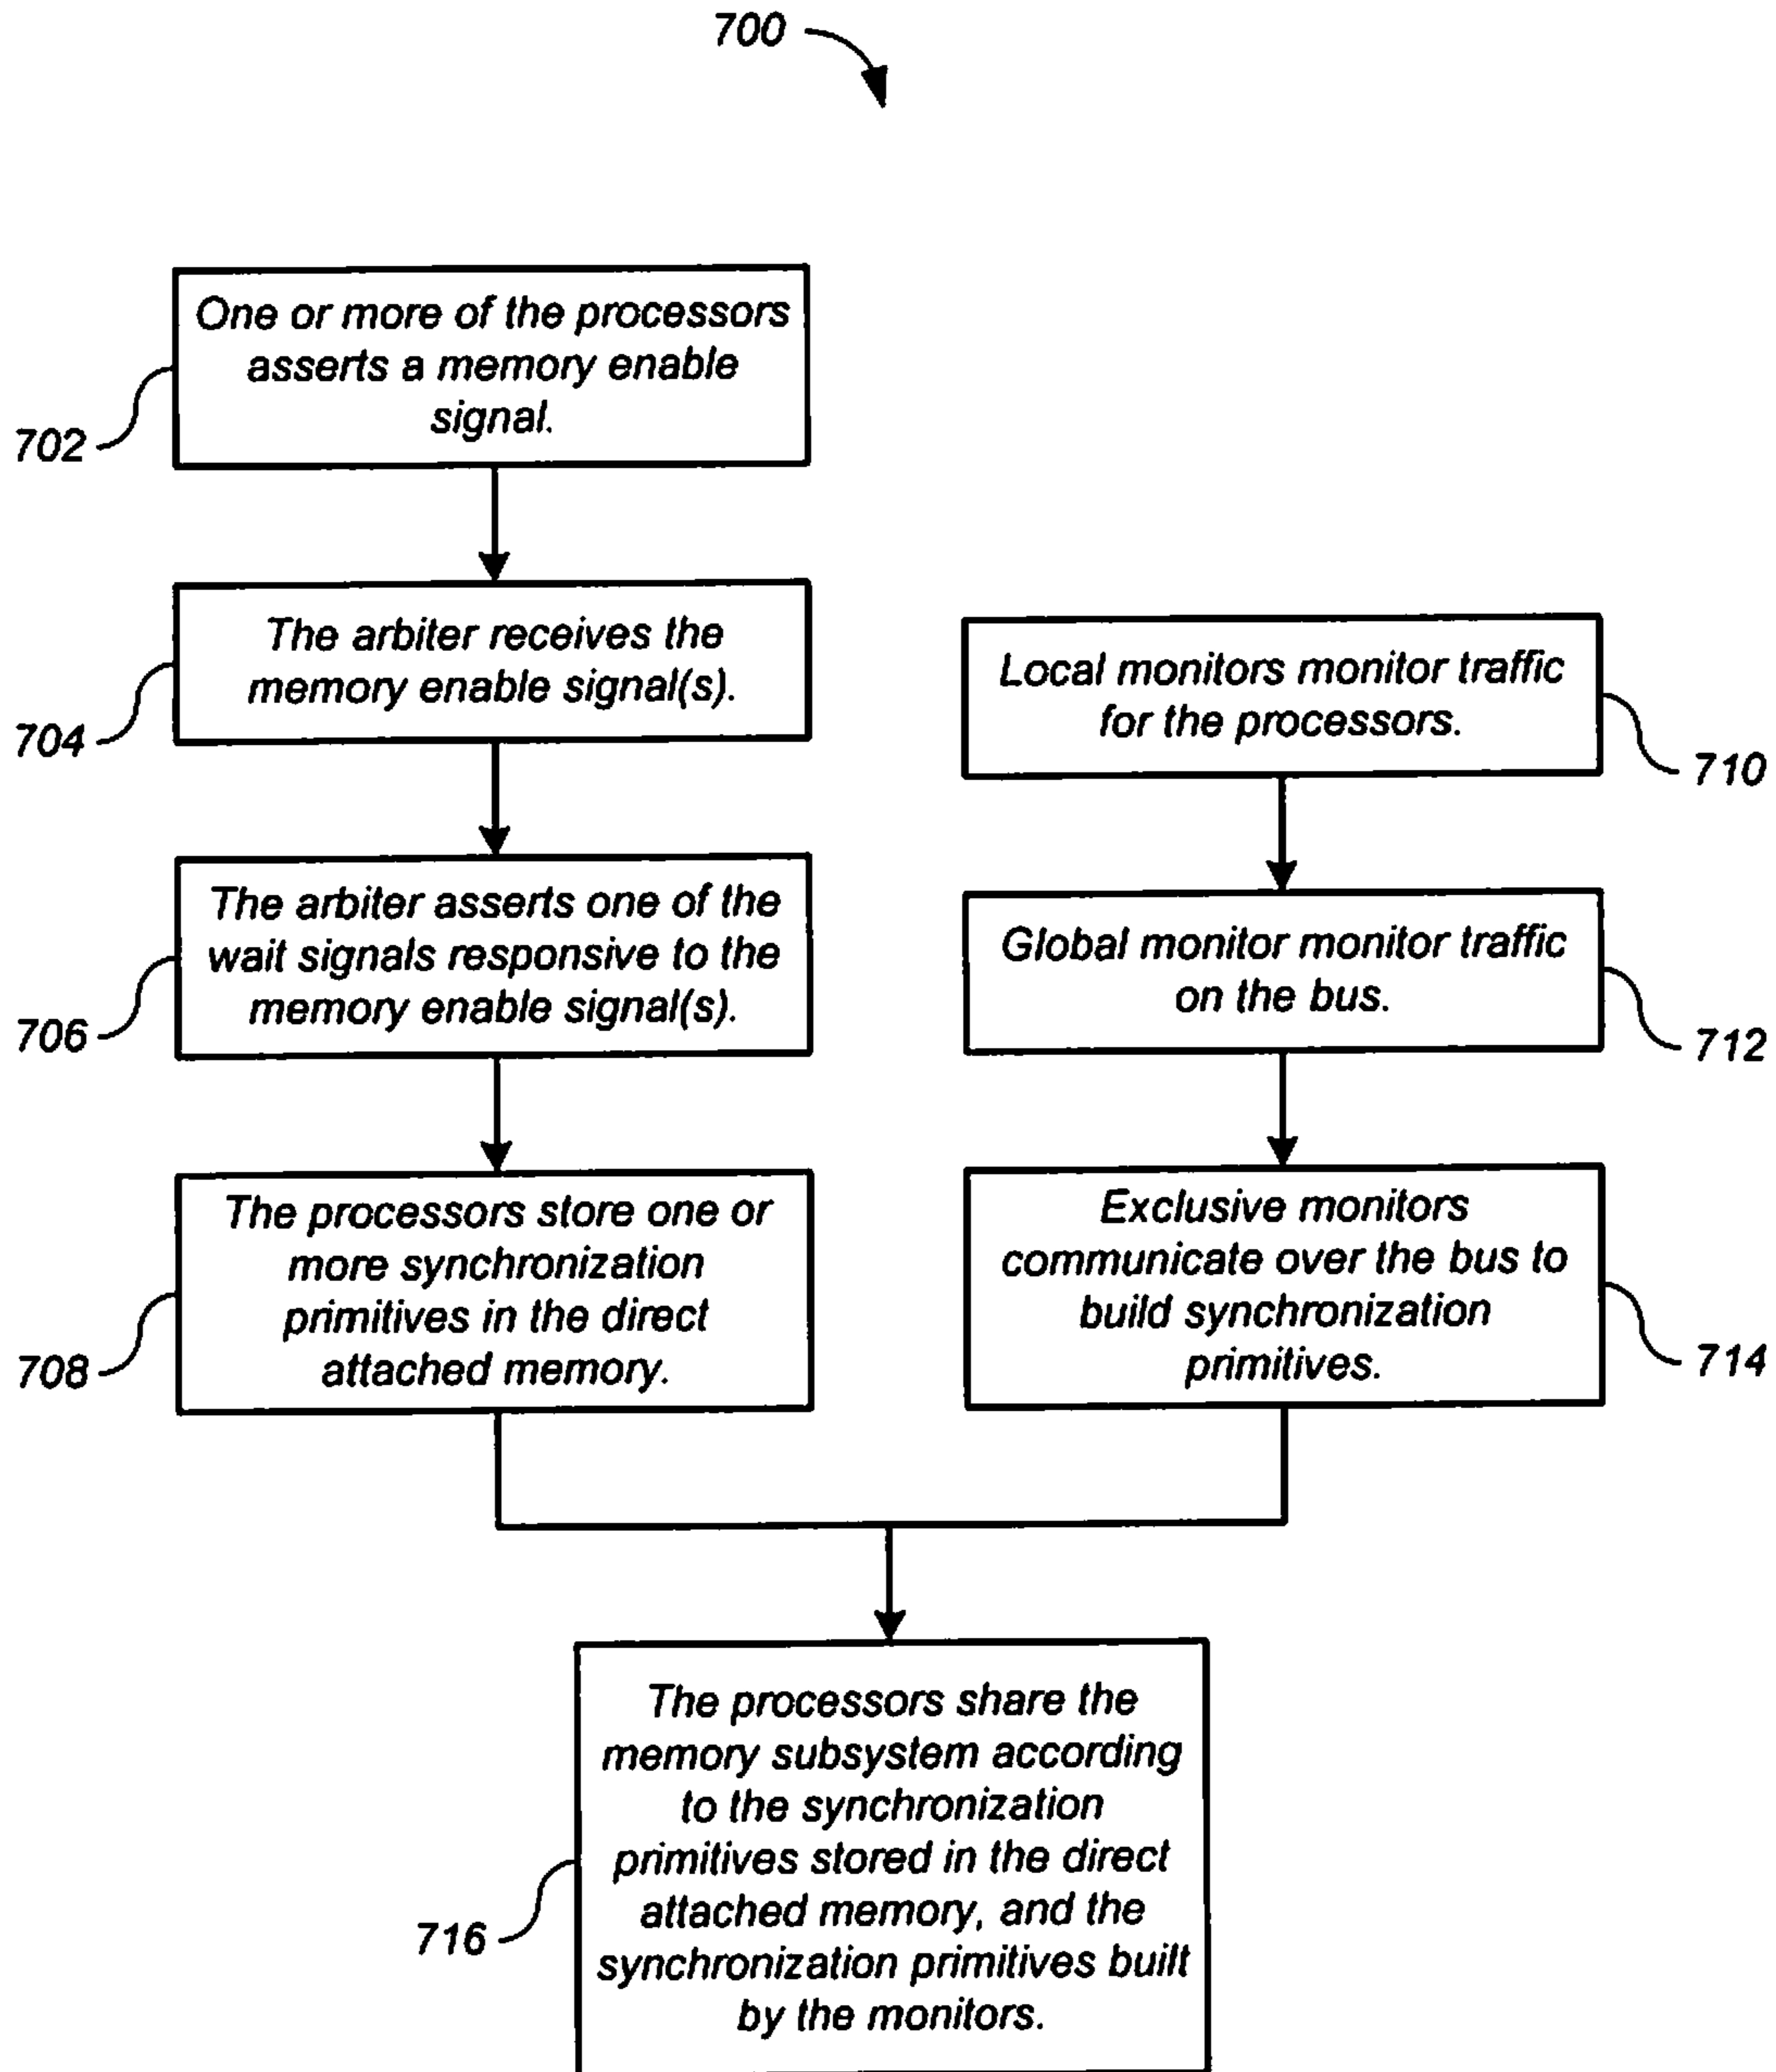 700
One or more of the processors
asserts a memory enable
signal.
702
The arbiter receives the
memory enable signal(s).
704
The arbiter asserts one of the
wait signals responsive to the
memory enable signal(s).
706
The processors store one or
more synchronization
primitives in the direct
attached memory.
708
Local monitors monitor traffic
for the processors.
710
Global monitor monitor traffic
on the bus.
712
Exclusive monitors
communicate over the bus to
build synchronization
primitives.
714
The processors share the
memory subsystem according
to the synchronization
primitives stored in the direct
attached memory, and the
synchronization primitives built
by the monitors.
716